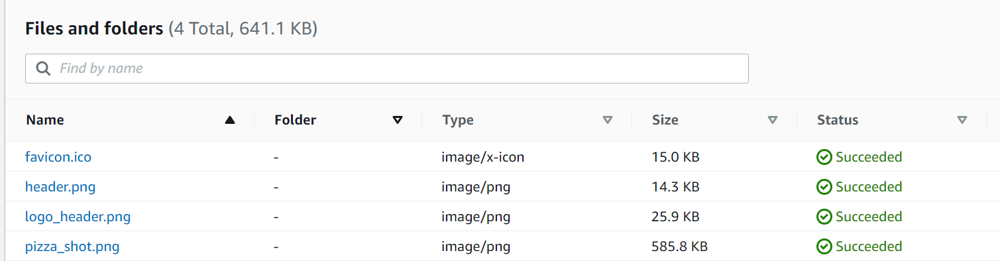 Files and folders (4 Total, 641.1 KB)
Find by name
Name Folder Type Size Status
favicon.ico - image/x-icon 15.0 KB Succeeded
header.png - image/png 14.3 KB Succeeded
logo_header.png - image/png 25.9 KB Succeeded
pizza_shot.png - image/png 585.8 KB Succeeded